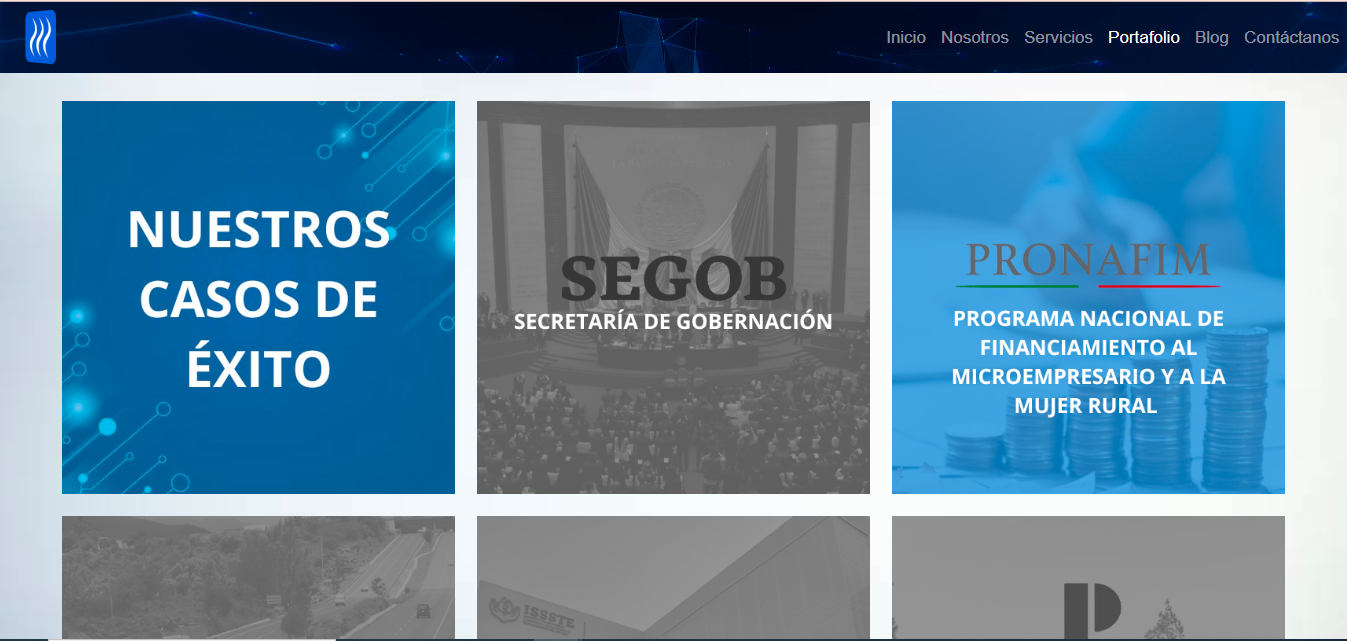 Inicio Nosotros Servicios Portafolio Blog Contáctanos
NUESTROS
CASOS DE
ÉXITO
SEGOB
SECRETARÍA DE GOBERNACIÓN
PRONAFIM
PROGRAMA NACIONAL DE
FINANCIAMIENTO AL
MICROEMPRESARIO Y A LA
MUJER RURAL
ISSSTE
P